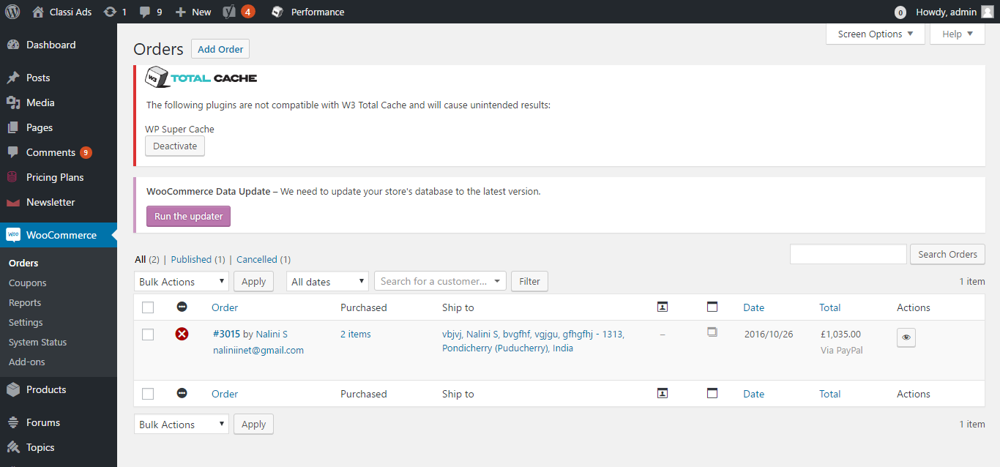 Classi Ads 1 9 New 4 Performance 0 Howdy, admin
Screen Options Help
Dashboard
Posts
Media
Pages
Comments 9
Pricing Plans
Newsletter
WooCommerce
Orders
Coupons
Reports
Settings
System Status
Add-ons
Products
Forums
Topics
Orders Add Order
W3 TOTAL CACHE
The following plugins are not compatible with W3 Total Cache and will cause unintended results:
WP Super Cache
Deactivate
WooCommerce Data Update – We need to update your store's database to the latest version.
Run the updater
All (2) | Published (1) | Cancelled (1)
Search Orders
Bulk Actions Apply All dates Search for a customer... Filter 1 item
Order Purchased Ship to Date Total Actions
#3015 by Nalini S 2 items vbjvj, Nalini S, bvgfhf, vgjgu, gfhgfhj - 1313, – 2016/10/26 £1,035.00
naliniinet@gmail.com Pondicherry (Puducherry), India Via PayPal
Order Purchased Ship to Date Total Actions
Bulk Actions Apply 1 item